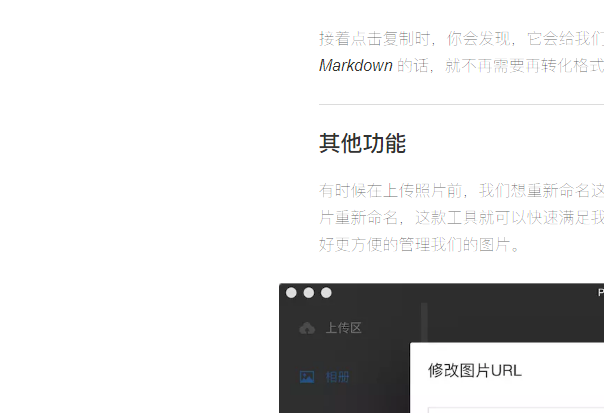 接着点击复制时，你会发现，它会给我们
Markdown 的话，就不再需要再转化格式
其他功能
有时候在上传照片前，我们想重新命名这
片重新命名，这款工具就可以快速满足我
好更方便的管理我们的图片。
P
上传区
相册
修改图片URL